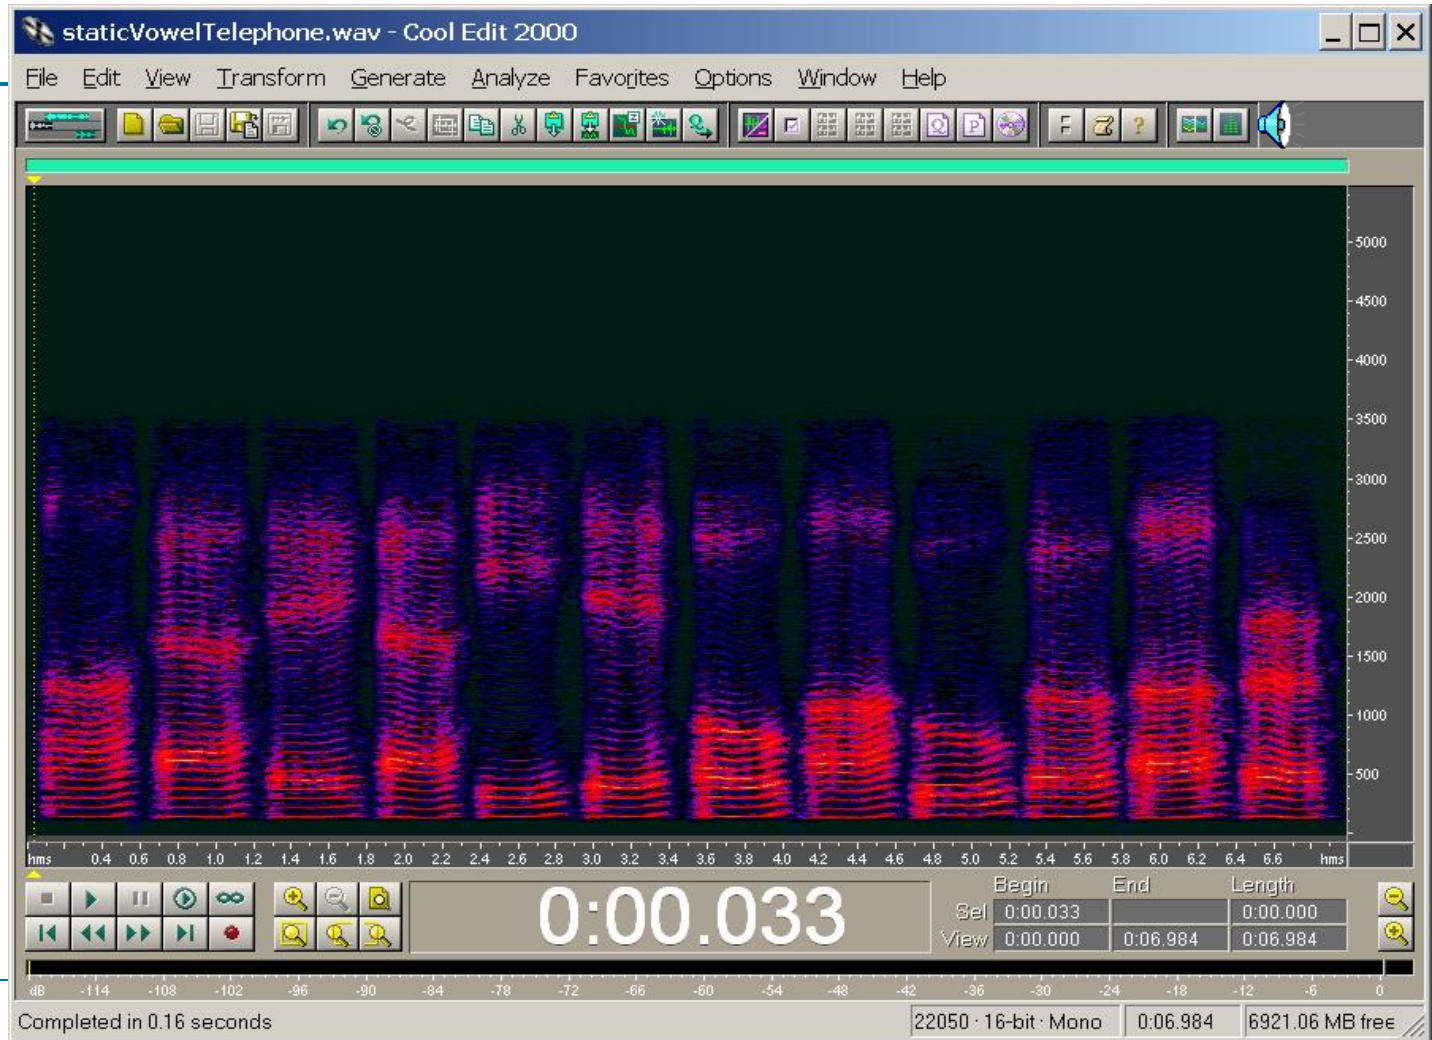 staticVowelTelephone.wav - Cool Edit 2000
File Edit View Transform Generate Analyze Favorites Options Window Help
5000
4500
4000
3500
3000
2500
2000
1500
1000
500
hms 0.4 0.6 0.8 1.0 1.2 1.4 1.6 1.8 2.0 2.2 2.4 2.6 2.8 3.0 3.2 3.4 3.6 3.8 4.0 4.2 4.4 4.6 4.8 5.0 5.2 5.4 5.6 5.8 6.0 6.2 6.4 6.6 hms
0:00.033
Begin End Length
Sel 0:00.033 0:00.000
View 0:00.000 0:06.984 0:06.984
dB -114 -108 -102 -96 -90 -84 -78 -72 -66 -60 -54 -48 -42 -36 -30 -24 -18 -12 -6 0
Completed in 0.16 seconds 22050 · 16-bit · Mono 0:06.984 6921.06 MB free